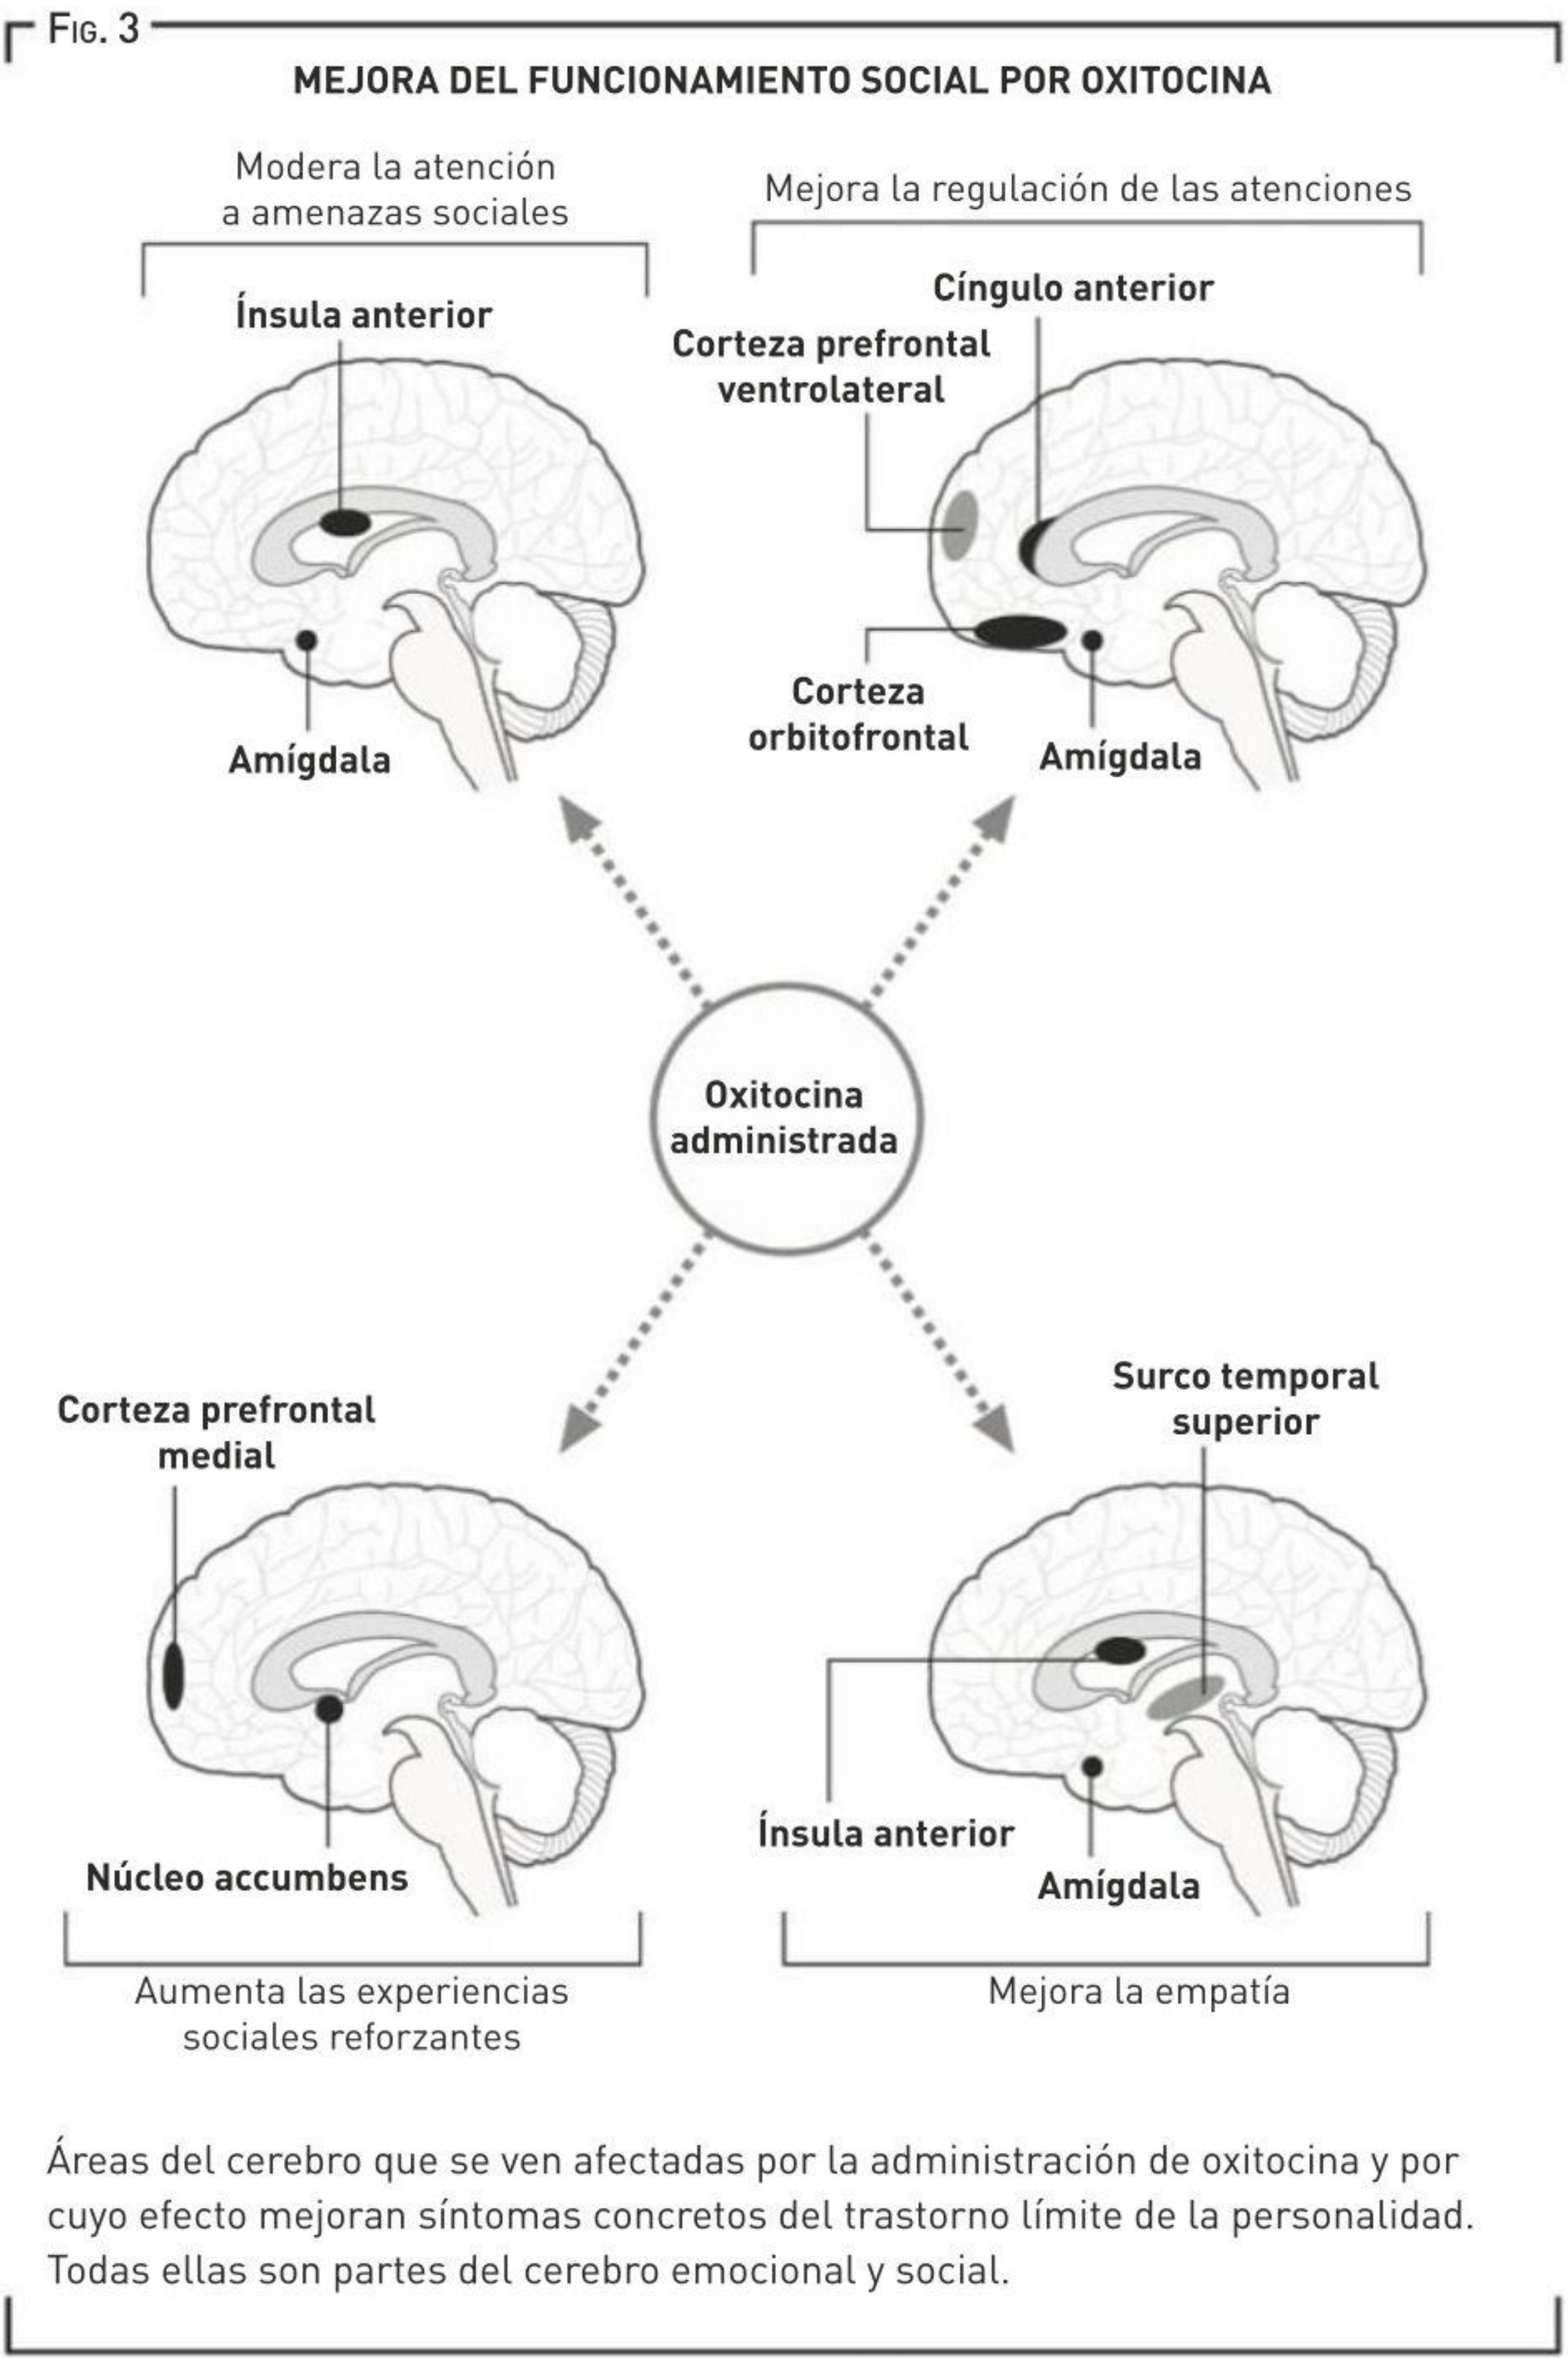 FIG. 3
MEJORA DEL FUNCIONAMIENTO SOCIAL POR OXITOCINA
Modera la atención
a amenazas sociales
Mejora la regulación de las atenciones
Ínsula anterior
Cíngulo anterior
Corteza prefrontal
ventrolateral
Corteza
orbitofrontal
Amígdala
Amígdala
Oxitocina
administrada
Corteza prefrontal
medial
Surco temporal
superior
Ínsula anterior
Núcleo accumbens
Amígdala
Aumenta las experiencias
sociales reforzantes
Mejora la empatía
Áreas del cerebro que se ven afectadas por la administración de oxitocina y por
cuyo efecto mejoran síntomas concretos del trastorno límite de la personalidad.
Todas ellas son partes del cerebro emocional y social.